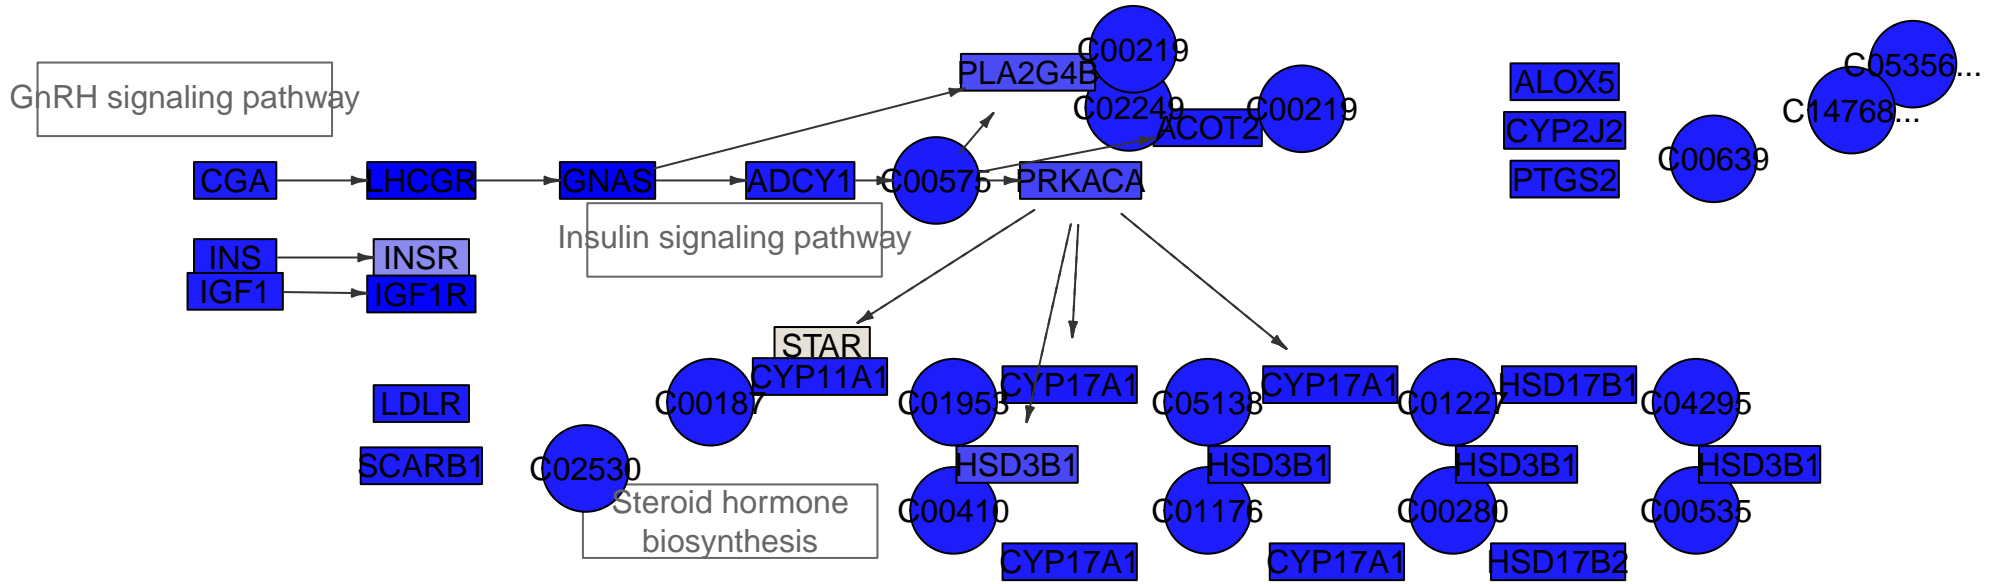 GnRH signaling pathway
PLA2G4B
C00219
C02249
ACOT2
C00219
ALOX5
CYP2J2
PTGS2
C00639
C14768...
C05356...
CGA
LHCGR
GNAS
ADCY1
C00575
PRKACA
Insulin signaling pathway
INS
INSR
IGF1
IGF1R
STAR
CYP11A1
C00187
C01953
CYP17A1
C05138
CYP17A1
C01227
HSD17B1
C04295
LDLR
SCARB1
C02530
HSD3B1
HSD3B1
HSD3B1
HSD3B1
Steroid hormone
biosynthesis
C00410
C01176
C00280
C00535
CYP17A1
CYP17A1
HSD17B2